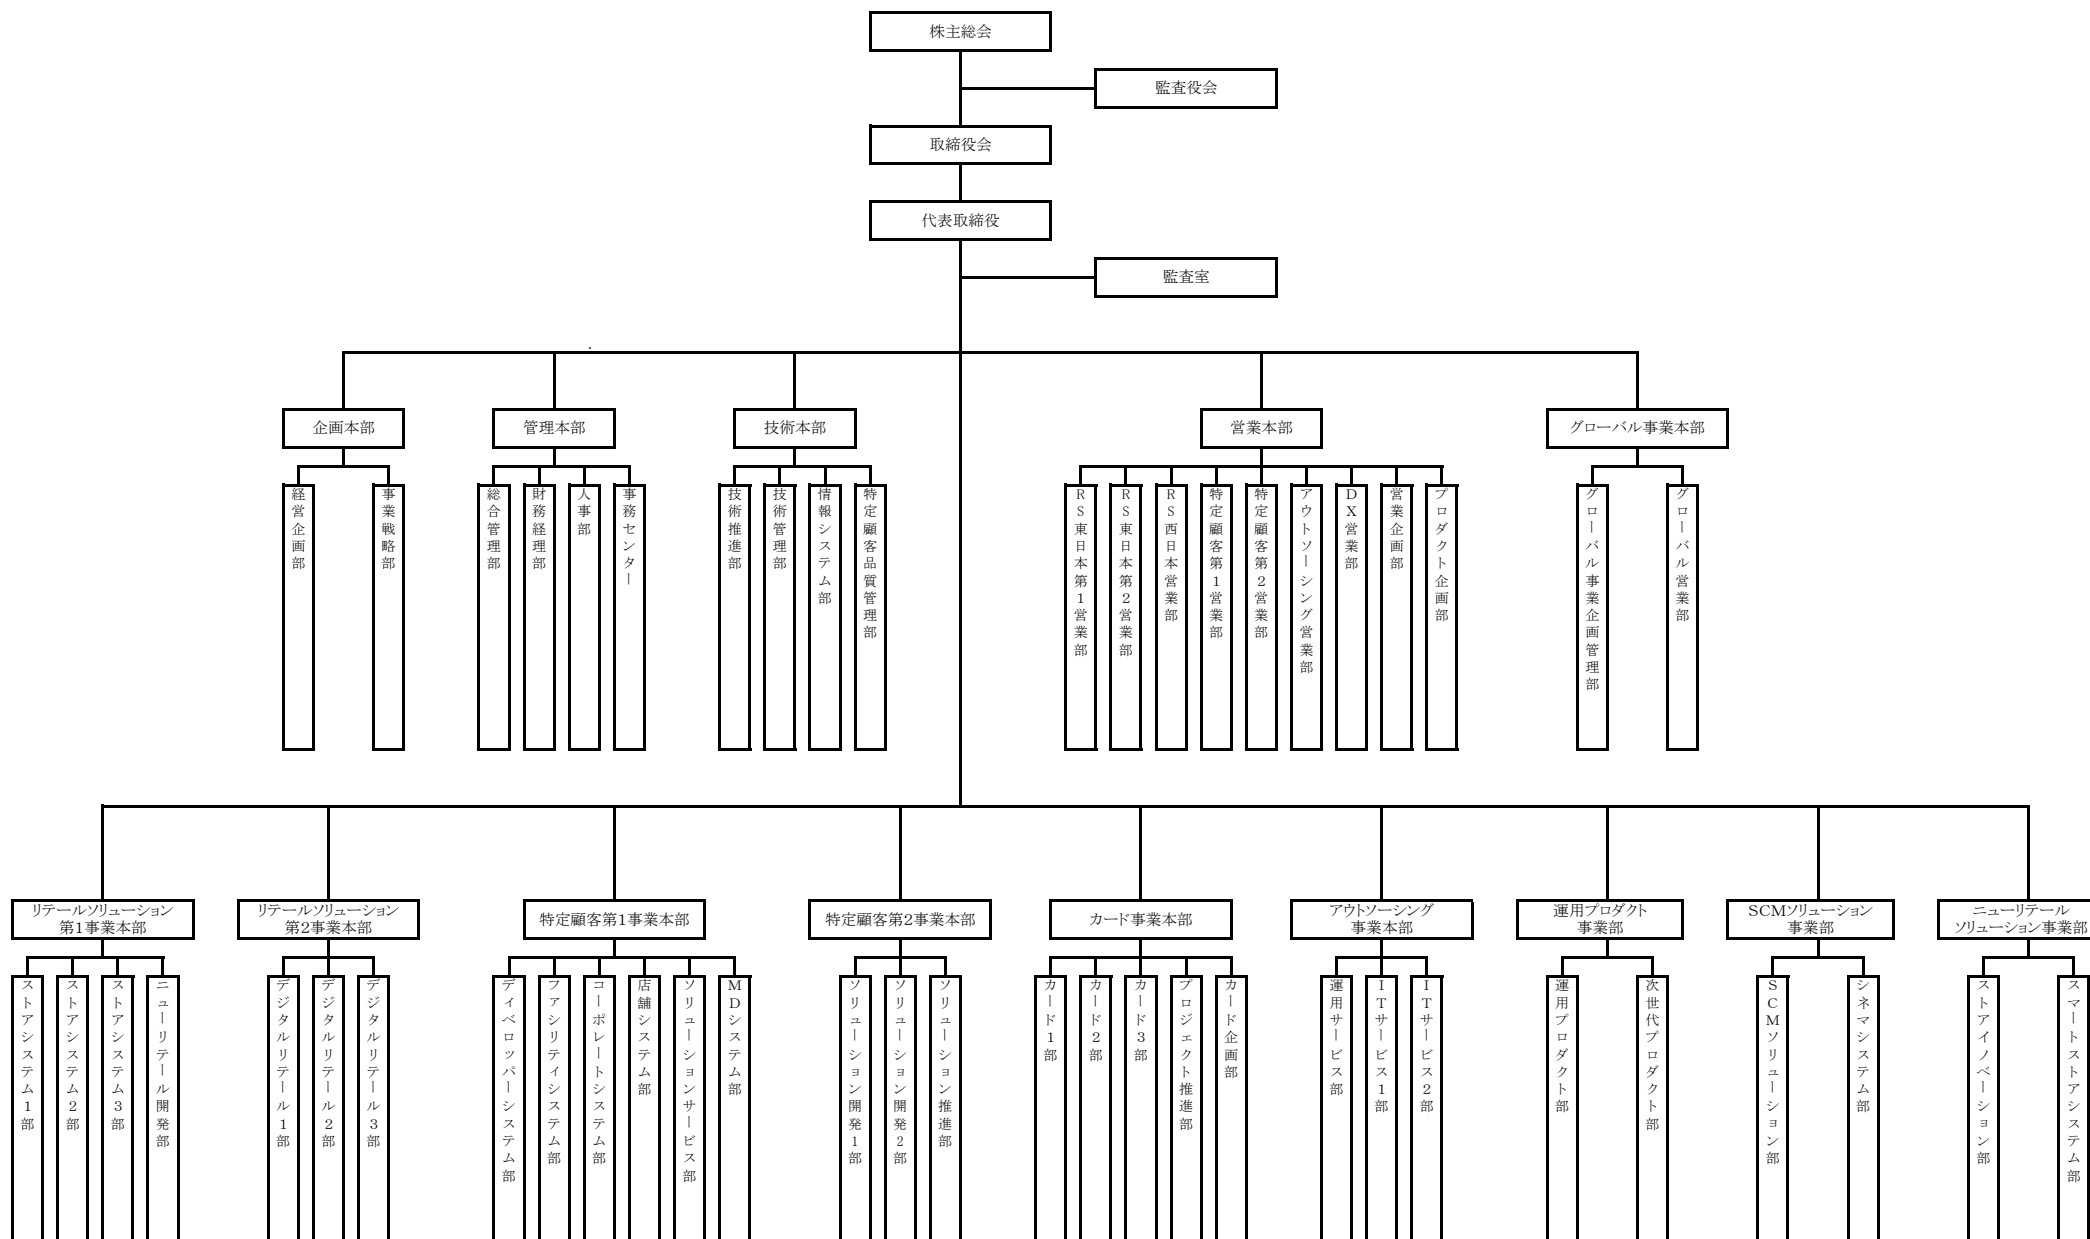 株主総会
監査役会
取締役会
代表取締役
監査室
企画本部
管理本部
技術本部
営業本部
グローバル事業本部
経営企画部
事業戦略部
総合管理部
財務経理部
人事部
事務センター
技術推進部
技術管理部
情報システム部
特定顧客品質管理部
RS東日本第1営業部
RS東日本第2営業部
RS西日本営業部
特定顧客第1営業部
特定顧客第2営業部
アウトソーシング営業部
DX営業部
営業企画部
プロダクト企画部
グローバル事業企画管理部
グローバル営業部
リテールソリューション
第1事業本部
リテールソリューション
第2事業本部
特定顧客第1事業本部
特定顧客第2事業本部
カード事業本部
アウトソーシング
事業本部
運用プロダクト
事業部
SCMソリューション
事業部
ニューリテール
ソリューション事業部
ストアシステム1部
ストアシステム2部
ストアシステム3部
ニューリテール開発部
デジタルリテール1部
デジタルリテール2部
デジタルリテール3部
ディベロッパーシステム部
ファシリティシステム部
コーポレートシステム部
店舗システム部
ソリューションサービス部
MDシステム部
ソリューション開発1部
ソリューション開発2部
ソリューション推進部
カード1部
カード2部
カード3部
プロジェクト推進部
カード企画部
運用サービス部
ITサービス1部
ITサービス2部
運用プロダクト部
次世代プロダクト部
SCMソリューション部
シネマシステム部
ストアイノベーション部
スマートストアシステム部